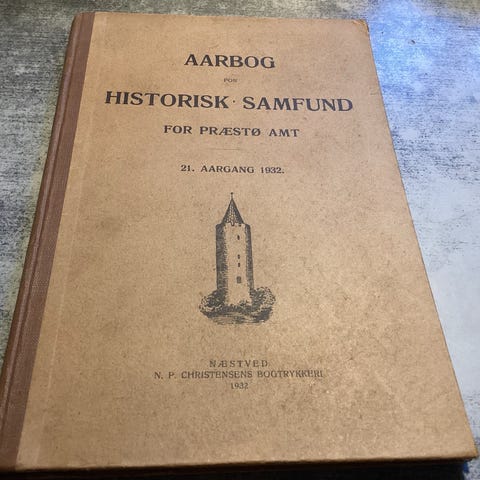 AARBOG
FOR
HISTORISK SAMFUND
FOR PRÆSTØ AMT
21. AARGANG 1932.
NÆSTVED
N. P. CHRISTENSENS BOGTRYKKERI
1932